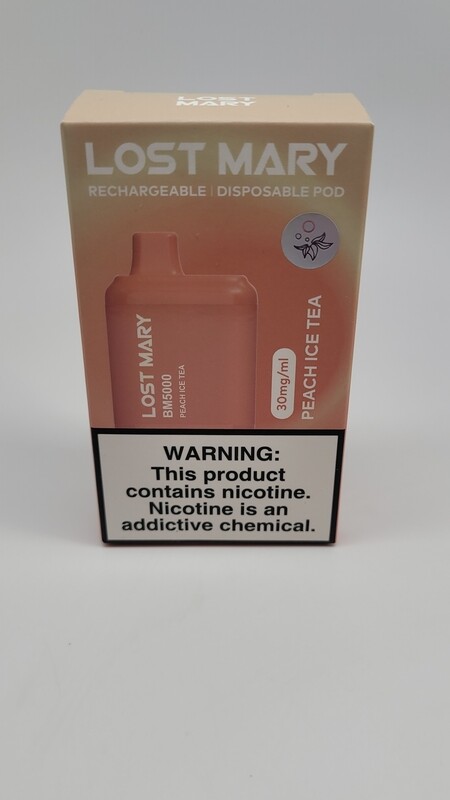 LOST
MARY
LOST MARY
RECHARGEABLE | DISPOSABLE POD
LOST MARY
BM5000
PEACH ICE TEA
30mg/ml
PEACH ICE TEA
WARNING:
This product
contains nicotine.
Nicotine is an
addictive chemical.